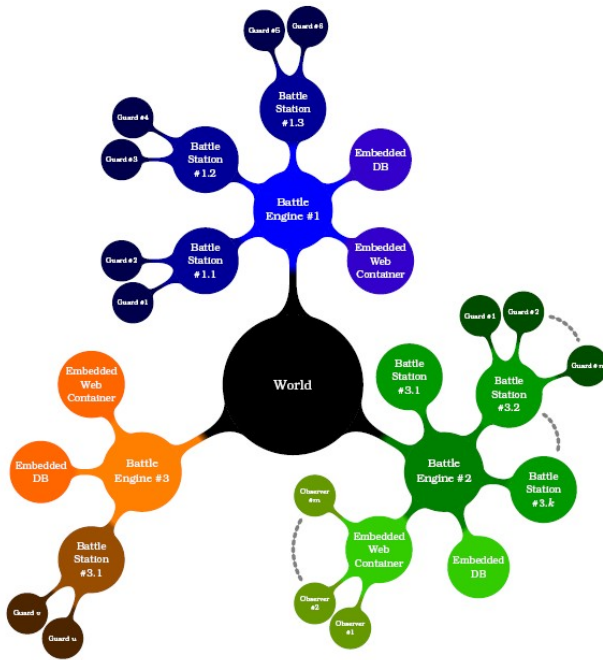 Guard #5
Guard #6
Battle
Station
#1.3
Guard #4
Guard #3
Battle
Station
#1.2
Embedded
DB
Battle
Engine #1
Guard #2
Guard #1
Battle
Station
#1.1
Embedded
Web
Container
World
Embedded
Web
Container
Embedded
DB
Battle
Engine #3
Battle
Station
#3.1
Guard v
Guard u
Guard #1
Guard #2
Guard #n
Battle
Station
#3.1
Battle
Station
#3.2
Battle
Engine #2
Battle
Station
#3.k
Observer
#m
Embedded
Web
Container
Embedded
DB
Observer
#2
Observer
#1